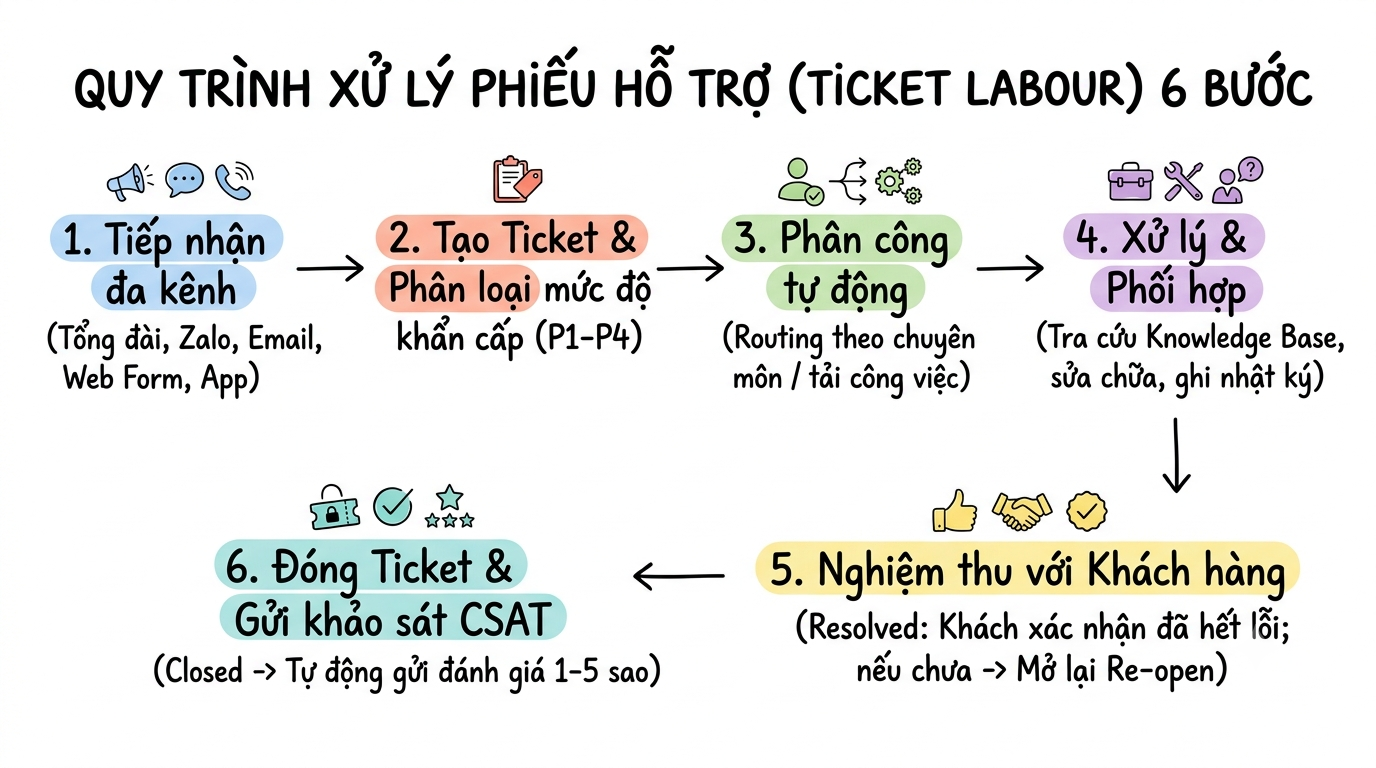 QUY TRÌNH XỬ LÝ PHIẾU HỖ TRỢ (TICKET LABOUR) 6 BƯỚC
1. Tiếp nhận
đa kênh
(Tổng đài, Zalo, Email,
Web Form, App)
2. Tạo Ticket &
Phân loại mức độ
khẩn cấp (P1-P4)
3. Phân công
tự động
(Routing theo chuyên
môn / tải công việc)
4. Xử lý &
Phối hợp
(Tra cứu Knowledge Base,
sửa chữa, ghi nhật ký)
5. Nghiệm thu với Khách hàng
(Resolved: Khách xác nhận đã hết lỗi;
nếu chưa -> Mở lại Re-open)
6. Đóng Ticket &
Gửi khảo sát CSAT
(Closed -> Tự động gửi đánh giá 1-5 sao)